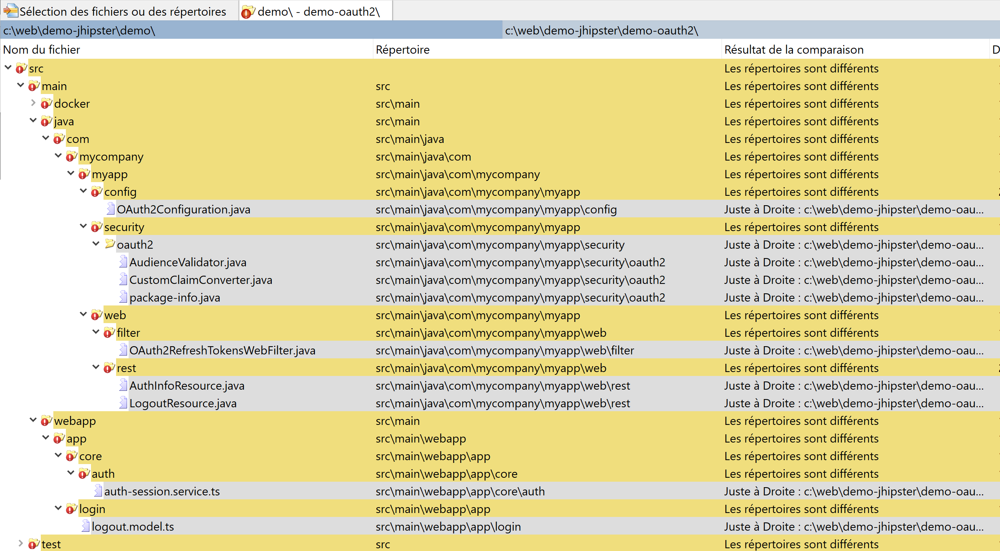 Sélection des fichiers ou des répertoires demo\ - demo-oauth2\
c:\web\demo-jhipster\demo\ c:\web\demo-jhipster\demo-oauth2\
Nom du fichier Répertoire Résultat de la comparaison D
src Les répertoires sont différents
main src Les répertoires sont différents
docker src\main Les répertoires sont différents
java src\main Les répertoires sont différents
com src\main\java Les répertoires sont différents
mycompany src\main\java\com Les répertoires sont différents
myapp src\main\java\com\mycompany Les répertoires sont différents
config src\main\java\com\mycompany\myapp Les répertoires sont différents
OAuth2Configuration.java src\main\java\com\mycompany\myapp\config Juste à Droite : c:\web\demo-jhipster\demo-oau...
security src\main\java\com\mycompany\myapp Les répertoires sont différents
oauth2 src\main\java\com\mycompany\myapp\security Juste à Droite : c:\web\demo-jhipster\demo-oau...
AudienceValidator.java src\main\java\com\mycompany\myapp\security\oauth2 Juste à Droite : c:\web\demo-jhipster\demo-oau...
CustomClaimConverter.java src\main\java\com\mycompany\myapp\security\oauth2 Juste à Droite : c:\web\demo-jhipster\demo-oau...
package-info.java src\main\java\com\mycompany\myapp\security\oauth2 Juste à Droite : c:\web\demo-jhipster\demo-oau...
web src\main\java\com\mycompany\myapp Les répertoires sont différents
filter src\main\java\com\mycompany\myapp\web Les répertoires sont différents
OAuth2RefreshTokensWebFilter.java src\main\java\com\mycompany\myapp\web\filter Juste à Droite : c:\web\demo-jhipster\demo-oau...
rest src\main\java\com\mycompany\myapp\web Les répertoires sont différents
AuthInfoResource.java src\main\java\com\mycompany\myapp\web\rest Juste à Droite : c:\web\demo-jhipster\demo-oau...
LogoutResource.java src\main\java\com\mycompany\myapp\web\rest Juste à Droite : c:\web\demo-jhipster\demo-oau...
webapp src\main Les répertoires sont différents
app src\main\webapp Les répertoires sont différents
core src\main\webapp\app Les répertoires sont différents
auth src\main\webapp\app\core Les répertoires sont différents
auth-session.service.ts src\main\webapp\app\core\auth Juste à Droite : c:\web\demo-jhipster\demo-oau...
login src\main\webapp\app Les répertoires sont différents
logout.model.ts src\main\webapp\app\login Juste à Droite : c:\web\demo-jhipster\demo-oau...
test src Les répertoires sont différents